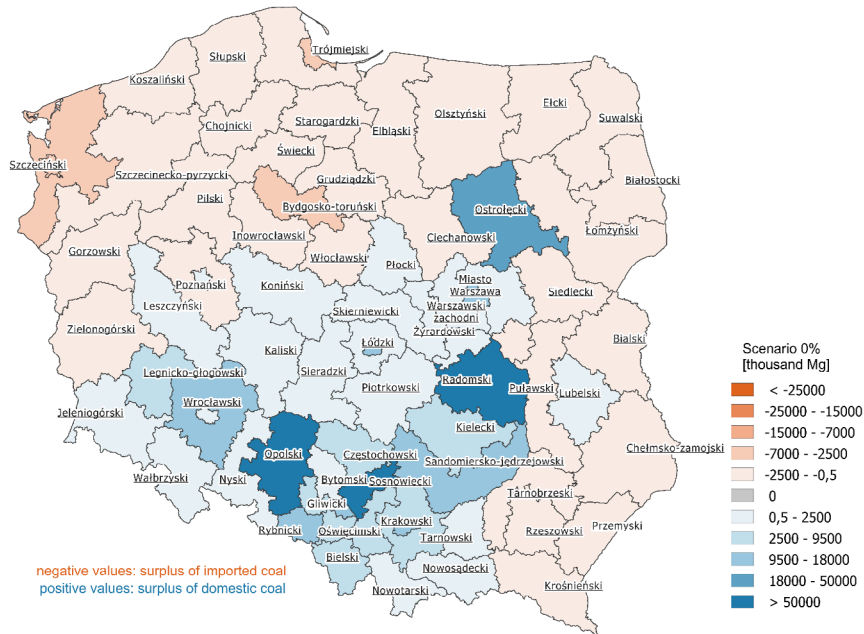 Trójmiejski
Słupski
Koszaliński
Ełcki
Olsztyński
Suwalski
Chojnicki
Starogardzki
Elbląski
Świecki
Szczeciński
Szczecinecko-pyrzycki
Grudziądzki
Białostocki
Pilski
Bydgosko-toruński
Ostrołęcki
Łomżyński
Inowrocławski
Ciechanowski
Gorzowski
Włocławski
Płocki
Poznański
Koniński
Miasto
Warszawa
Siedlecki
Leszczyński
Skierniewicki
Warszawski
zachodni
Zielonogórski
Żyrardowski
Łódzki
Bialski
Kaliski
Legnicko-głogowski
Sieradzki
Radomski
Piotrkowski
Puławski
Lubelski
Wrocławski
Jeleniogórski
Kielecki
Chełmsko-zamojski
Opolski
Częstochowski
Sandomiersko-jędrzejowski
Wałbrzyski
Nyski
Bytomski
Sosnowiecki
Tarnobrzeski
Gliwicki
Krakowski
Przemyski
Rybnicki
Oświęcimski
Tarnowski
Rzeszowski
Bielski
Nowosądecki
Krośnieński
Nowotarski
Scenario 0%
[thousand Mg]
< -25000
-25000 - -15000
-15000 - -7000
-7000 - -2500
-2500 - -0,5
0
0,5 - 2500
2500 - 9500
9500 - 18000
18000 - 50000
> 50000
negative values: surplus of imported coal
positive values: surplus of domestic coal